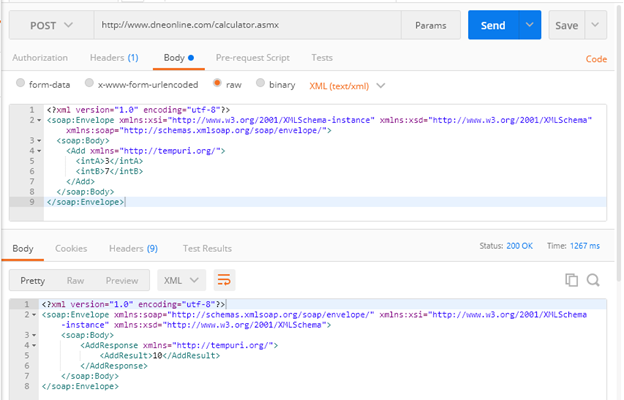 POST http://www.dneonline.com/calculator.asmx Params Send Save
Authorization Headers (1) Body Pre-request Script Tests Code
form-data x-www-form-urlencoded raw binary XML (text/xml)
1 <?xml version="1.0" encoding="utf-8"?>
2 <soap:Envelope xmlns:xsi="http://www.w3.org/2001/XMLSchema-instance" xmlns:xsd="http://www.w3.org/2001/XMLSchema"
xmlns:soap="http://schemas.xmlsoap.org/soap/envelope/">
3 <soap:Body>
4 <Add xmlns="http://tempuri.org/">
5 <intA>3</intA>
6 <intB>7</intB>
7 </Add>
8 </soap:Body>
9 </soap:Envelope>
Body Cookies Headers (9) Test Results Status: 200 OK Time: 1267 ms
Pretty Raw Preview XML
1 <?xml version="1.0" encoding="utf-8"?>
2 <soap:Envelope xmlns:soap="http://schemas.xmlsoap.org/soap/envelope/" xmlns:xsi="http://www.w3.org/2001/XMLSchema
-instance" xmlns:xsd="http://www.w3.org/2001/XMLSchema">
3 <soap:Body>
4 <AddResponse xmlns="http://tempuri.org/">
5 <AddResult>10</AddResult>
6 </AddResponse>
7 </soap:Body>
8 </soap:Envelope>